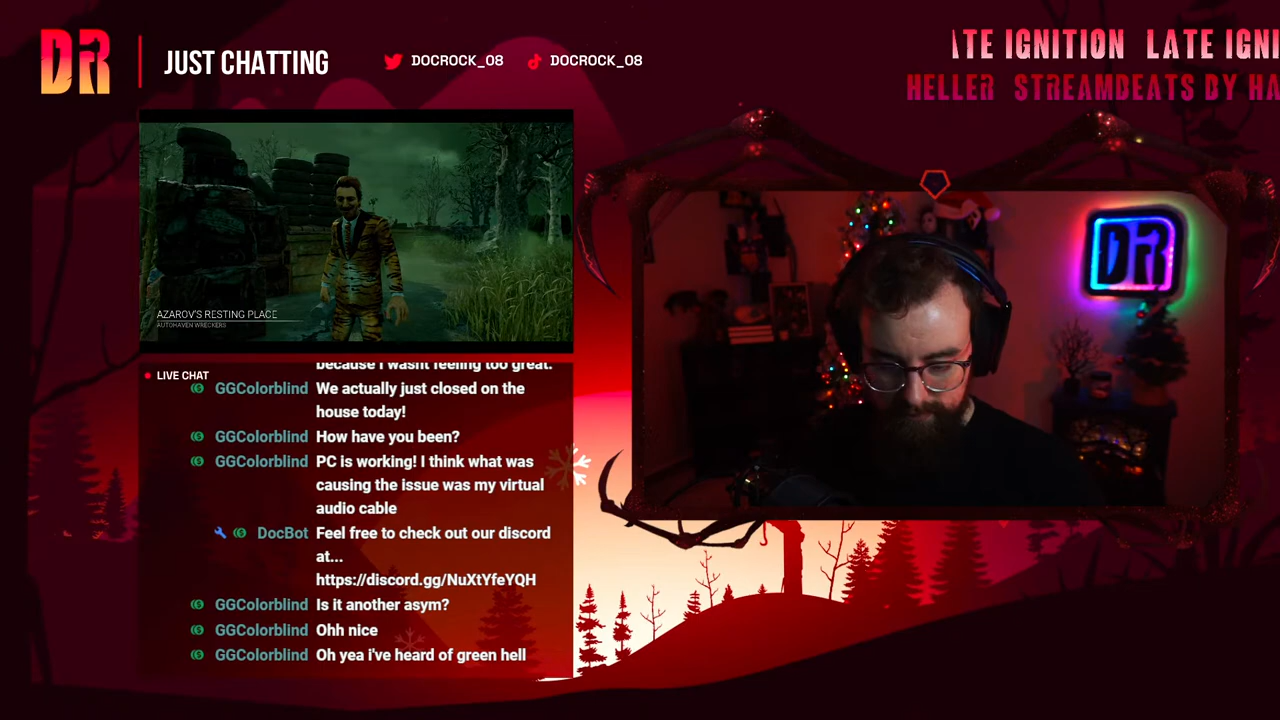 DR
JUST CHATTING
DOCROCK_08
DOCROCK_08
ATE IGNITION LATE IGNI
HELLER STREAMBEATS BY HA
AZAROV'S RESTING PLACE
AUTOHAVEN WRECKERS
DR
LIVE CHAT
because I wasnt feeling too great.
GGColorblind We actually just closed on the
house today!
GGColorblind How have you been?
GGColorblind PC is working! I think what was
causing the issue was my virtual
audio cable
DocBot Feel free to check out our discord
at...
https://discord.gg/NuXtYfeYQH
GGColorblind Is it another asym?
GGColorblind Ohh nice
GGColorblind Oh yea i've heard of green hell